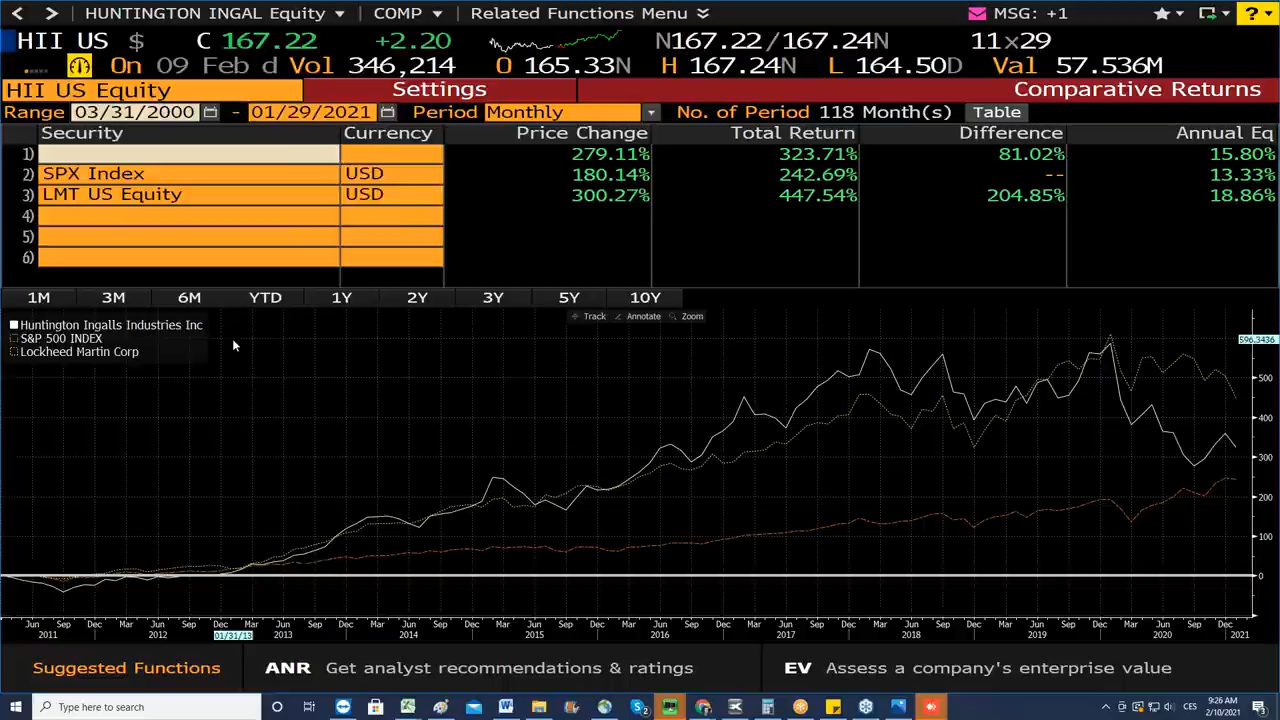 HUNTINGTON INGAL Equity COMP Related Functions Menu MSG: +1 ?
HII US $ C 167.22 +2.20 N167.22/167.24N 11x29
On 09 Feb d Vol 346,214 O 165.33N H 167.24N L 164.50D Val 57.536M
HII US Equity Settings Comparative Returns
Range 03/31/2000 - 01/29/2021 Period Monthly No. of Period 118 Month(s) Table
Security Currency Price Change Total Return Difference Annual Eq
1) 279.11% 323.71% 81.02% 15.80%
2) SPX Index USD 180.14% 242.69% -- 13.33%
3) LMT US Equity USD 300.27% 447.54% 204.85% 18.86%
4)
5)
6)
1M 3M 6M YTD 1Y 2Y 3Y 5Y 10Y
Track Annotate Zoom
Huntington Ingalls Industries Inc
S&P 500 INDEX
Lockheed Martin Corp
596.3436
500
400
300
200
100
0
Jun Sep Dec Mar Jun Sep Dec Mar Jun Sep Dec Mar Jun Sep Dec Mar Jun Sep Dec Mar Jun Sep Dec Mar Jun Sep Dec Mar Jun Sep Dec Mar Jun Sep Dec Mar Jun Sep Dec
2011 2012 01/31/13 2013 2014 2015 2016 2017 2018 2019 2020 2021
Suggested Functions ANR Get analyst recommendations & ratings EV Assess a company's enterprise value
Type here to search CES 9:26 AM
2/10/2021